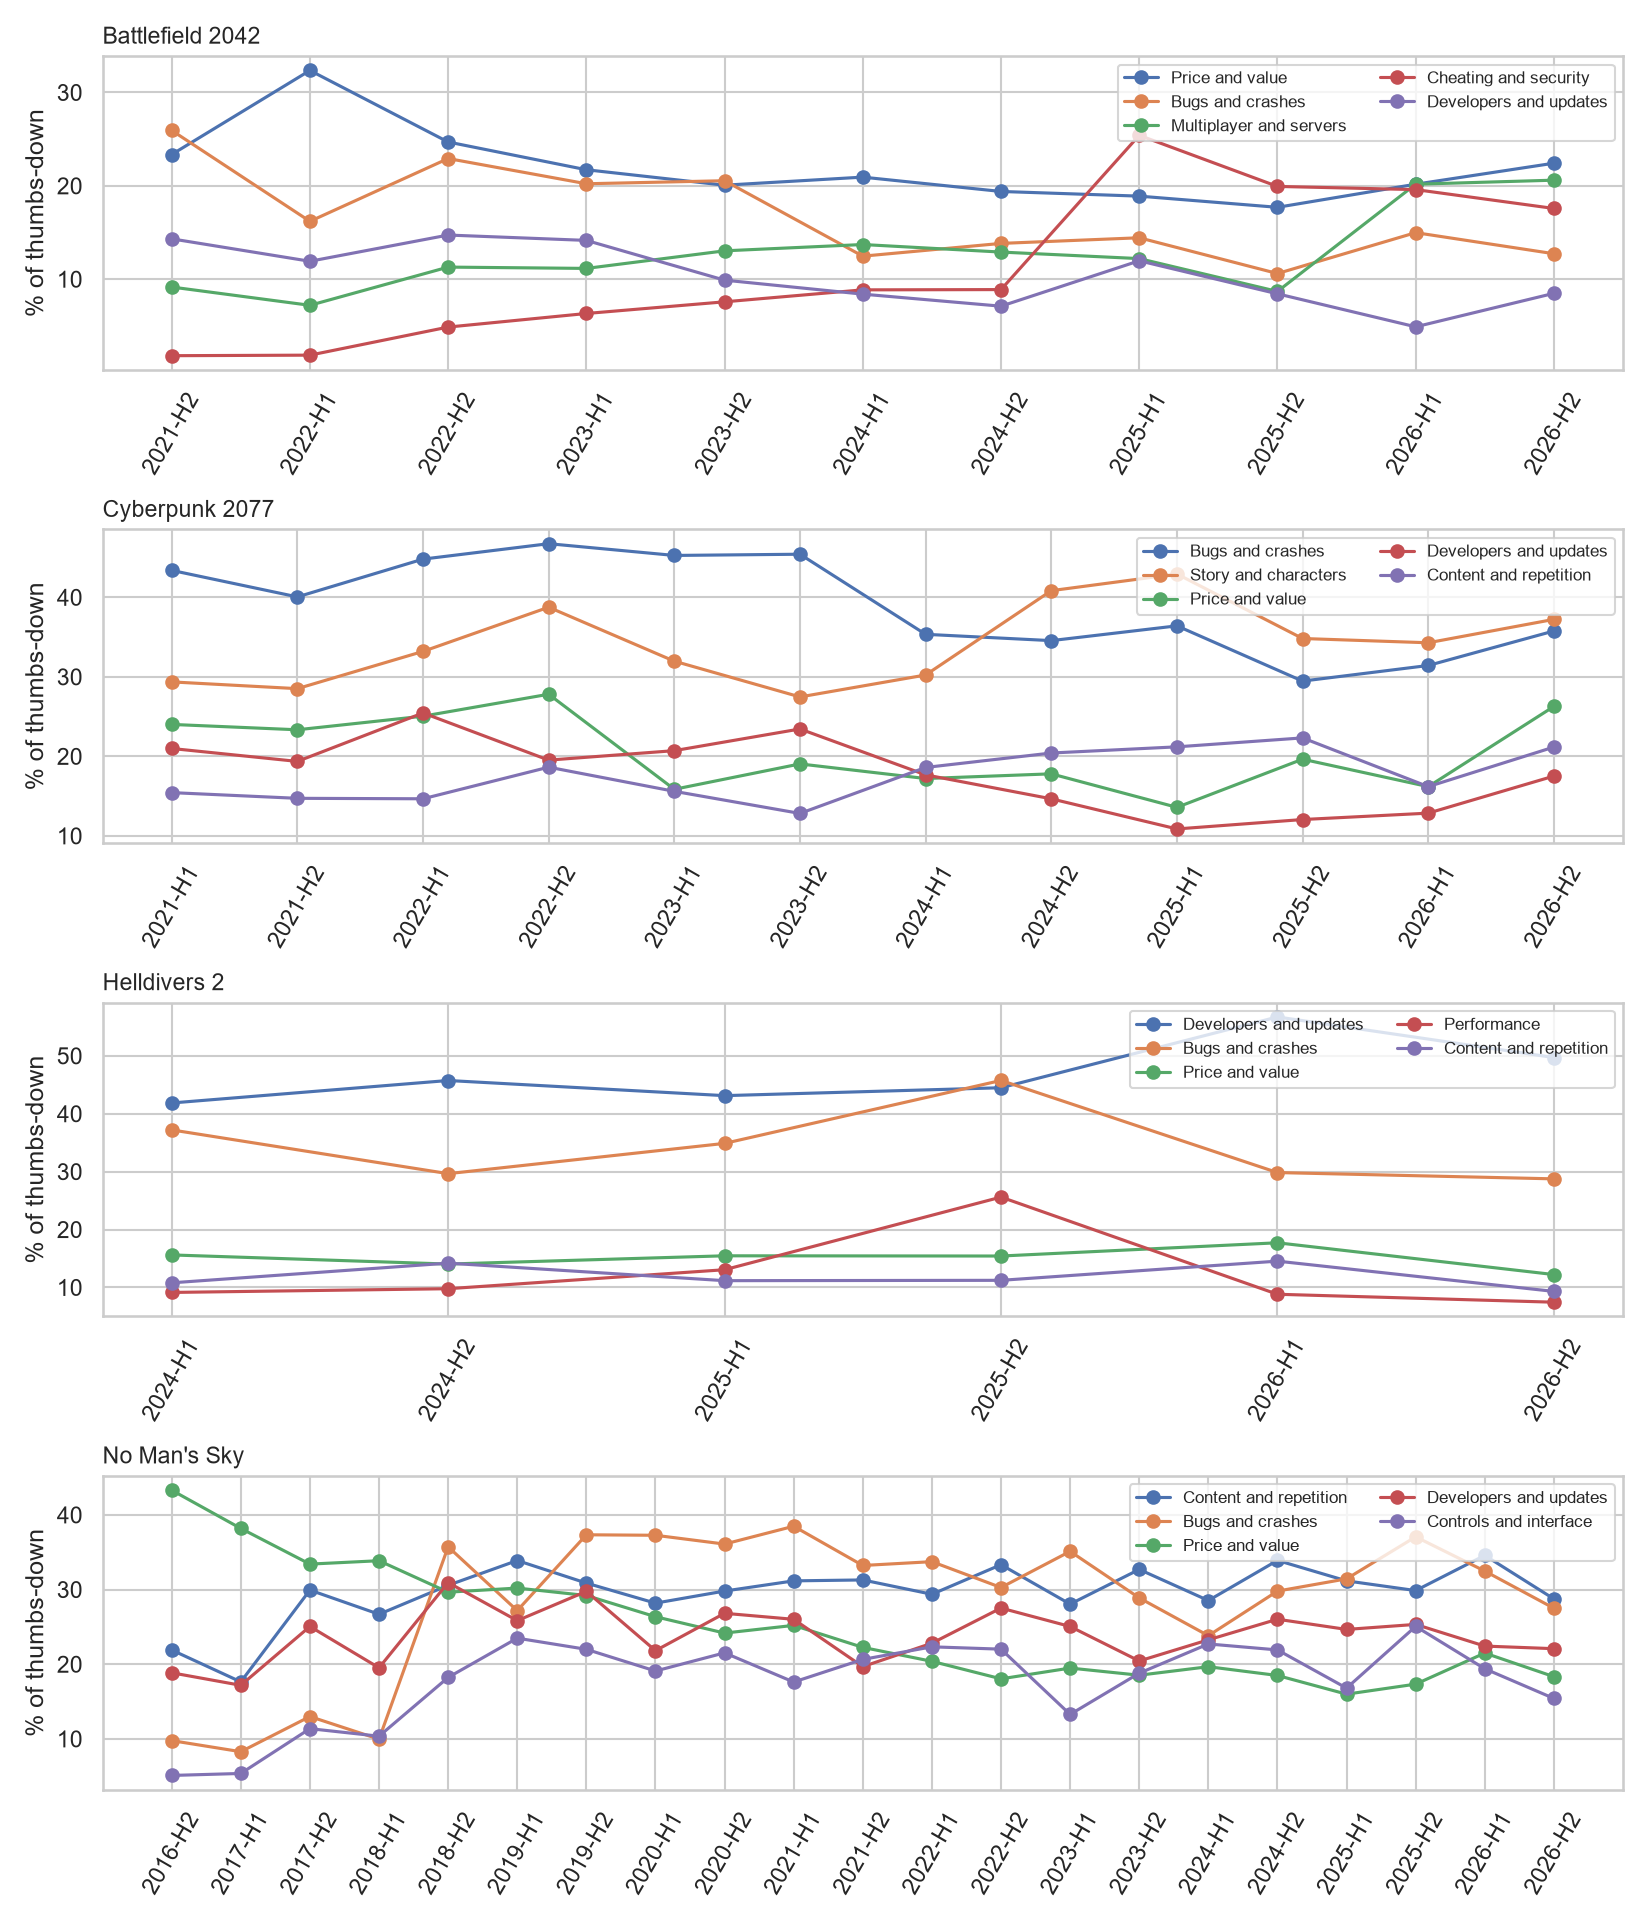 Battlefield 2042
% of thumbs-down
30
20
10
Price and value
Bugs and crashes
Multiplayer and servers
Cheating and security
Developers and updates
2021-H2
2022-H1
2022-H2
2023-H1
2023-H2
2024-H1
2024-H2
2025-H1
2025-H2
2026-H1
2026-H2
Cyberpunk 2077
% of thumbs-down
40
30
20
10
Bugs and crashes
Story and characters
Price and value
Developers and updates
Content and repetition
2021-H1
2021-H2
2022-H1
2022-H2
2023-H1
2023-H2
2024-H1
2024-H2
2025-H1
2025-H2
2026-H1
2026-H2
Helldivers 2
% of thumbs-down
50
40
30
20
10
Developers and updates
Bugs and crashes
Price and value
Performance
Content and repetition
2024-H1
2024-H2
2025-H1
2025-H2
2026-H1
2026-H2
No Man's Sky
% of thumbs-down
40
30
20
10
Content and repetition
Bugs and crashes
Price and value
Developers and updates
Controls and interface
2016-H2
2017-H1
2017-H2
2018-H1
2018-H2
2019-H1
2019-H2
2020-H1
2020-H2
2021-H1
2021-H2
2022-H1
2022-H2
2023-H1
2023-H2
2024-H1
2024-H2
2025-H1
2025-H2
2026-H1
2026-H2